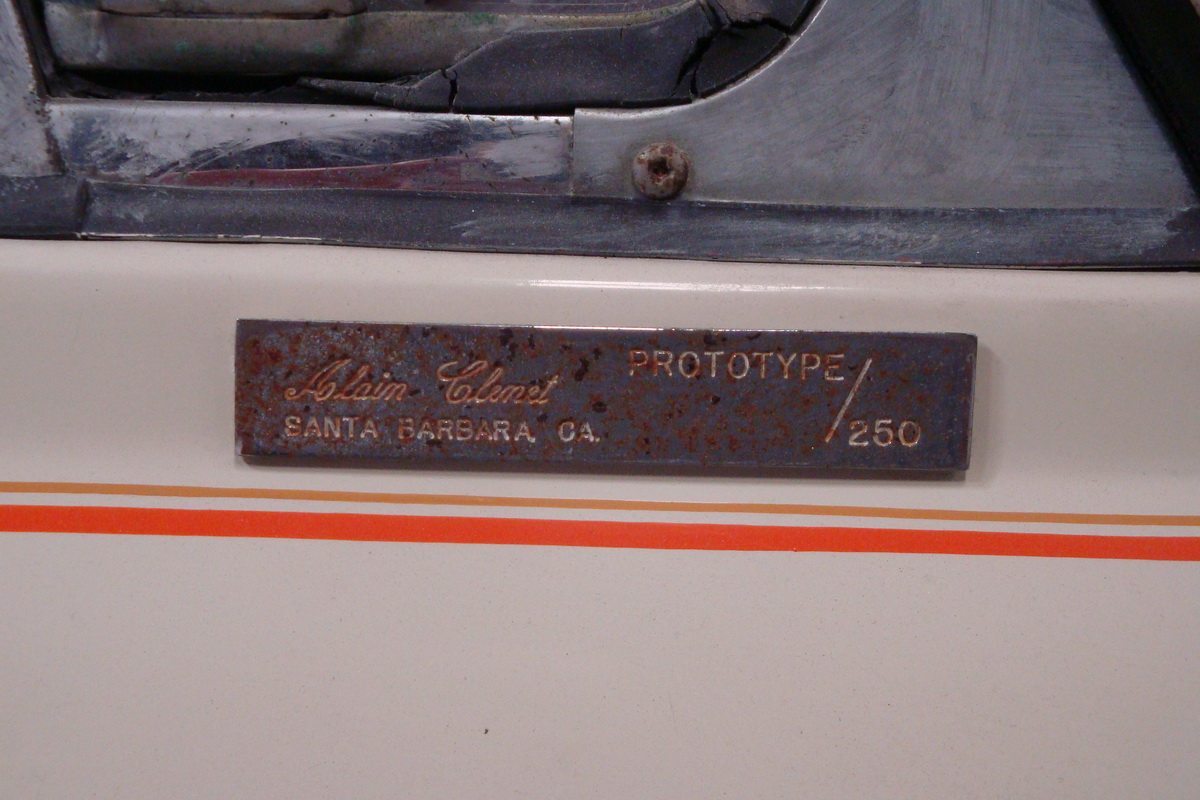 Alain Clenet
SANTA BARBARA CA.
PROTOTYPE/
250